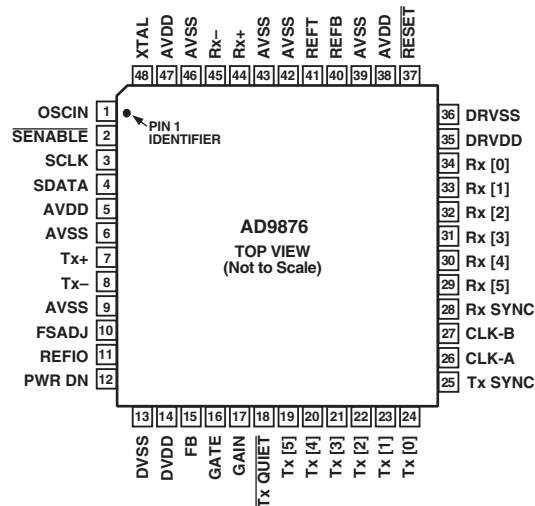 XTAL AVDD AVSS Rx– Rx+ AVSS AVSS REFT REFB AVSS AVDD RESET
48 47 46 45 44 43 42 41 40 39 38 37
OSCIN 1
SENABLE 2
SCLK 3
SDATA 4
AVDD 5
AVSS 6
Tx+ 7
Tx– 8
AVSS 9
FSADJ 10
REFIO 11
PWR DN 12
PIN 1
IDENTIFIER
AD9876
TOP VIEW
(Not to Scale)
36 DRVSS
35 DRVDD
34 Rx [0]
33 Rx [1]
32 Rx [2]
31 Rx [3]
30 Rx [4]
29 Rx [5]
28 Rx SYNC
27 CLK-B
26 CLK-A
25 Tx SYNC
13 14 15 16 17 18 19 20 21 22 23 24
DVSS DVDD FB GATE GAIN Tx QUIET Tx [5] Tx [4] Tx [3] Tx [2] Tx [1] Tx [0]